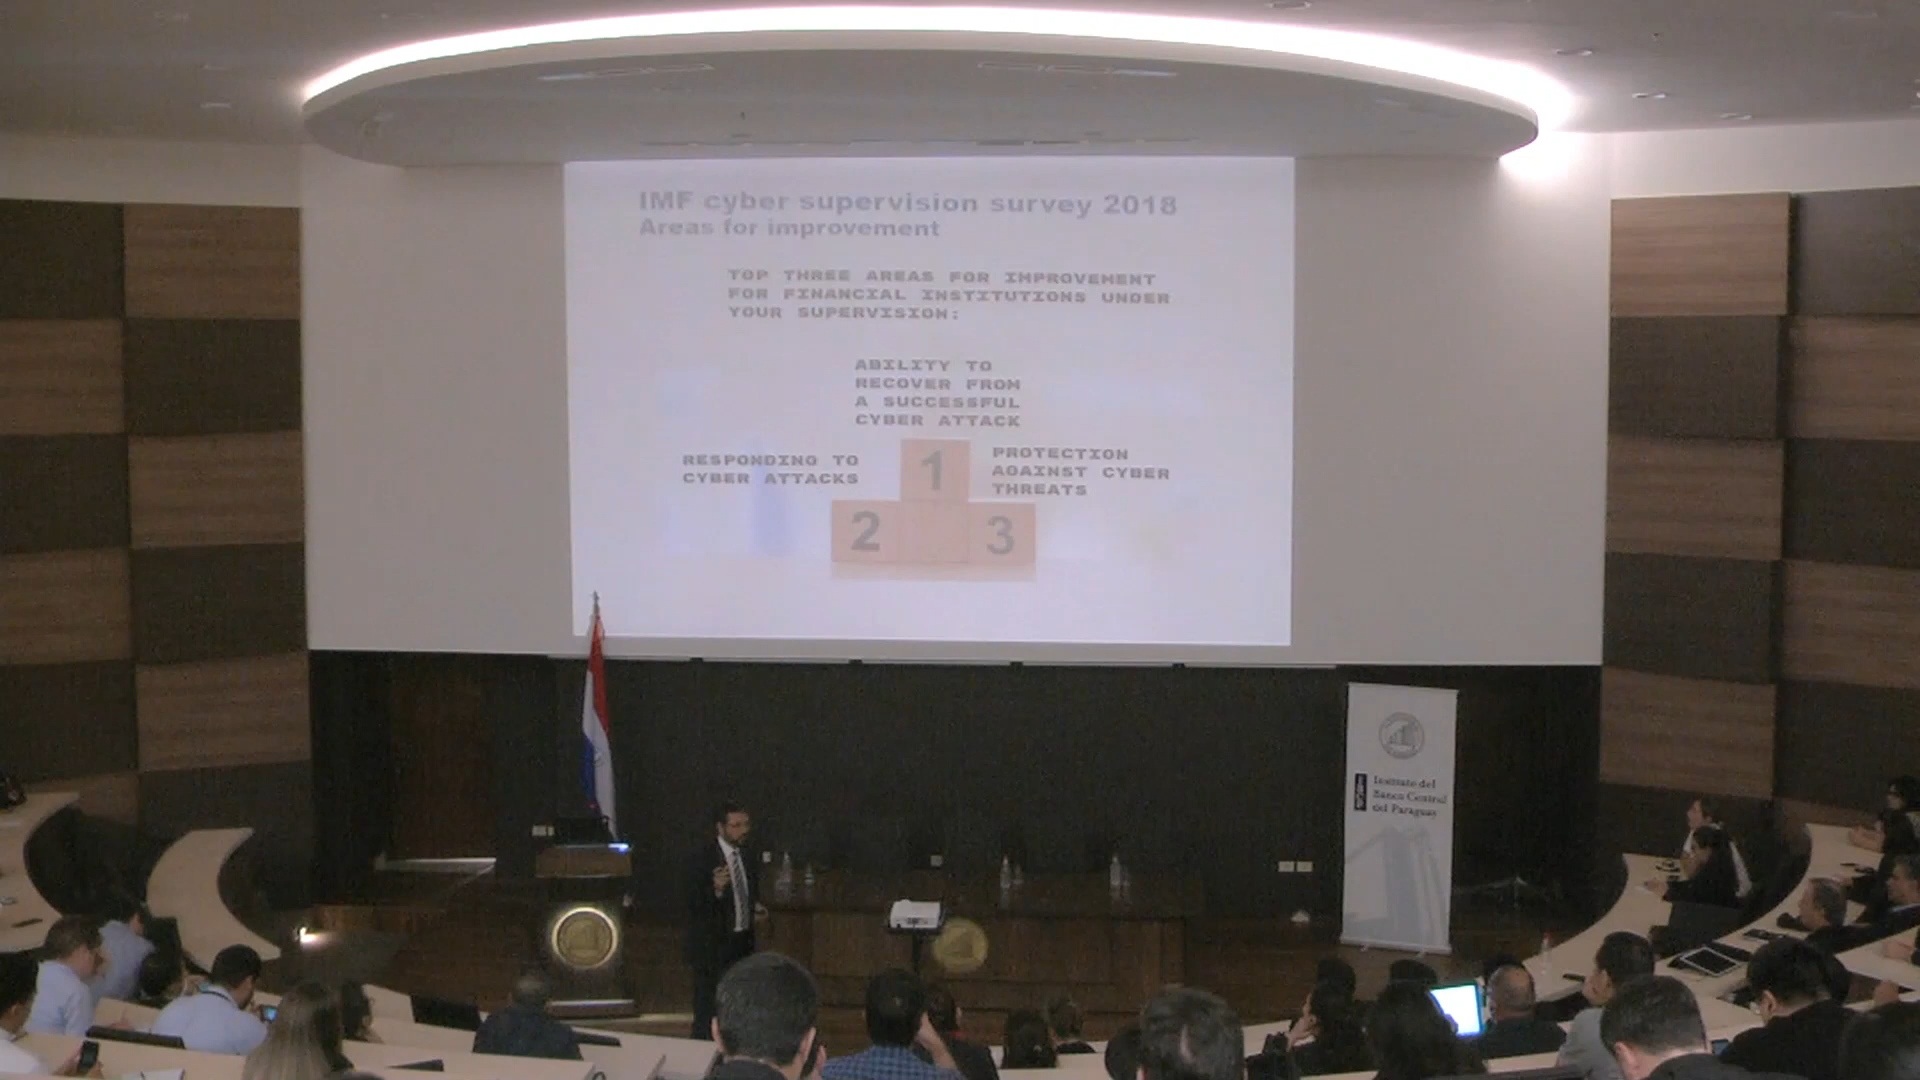 IMF cyber supervision survey 2018
Areas for improvement
TOP THREE AREAS FOR IMPROVEMENT
FOR FINANCIAL INSTITUTIONS UNDER
YOUR SUPERVISION:
ABILITY TO
RECOVER FROM
A SUCCESSFUL
CYBER ATTACK
RESPONDING TO
CYBER ATTACKS
1
PROTECTION
AGAINST CYBER
THREATS
2
3
Instituto del
Banco Central
del Paraguay